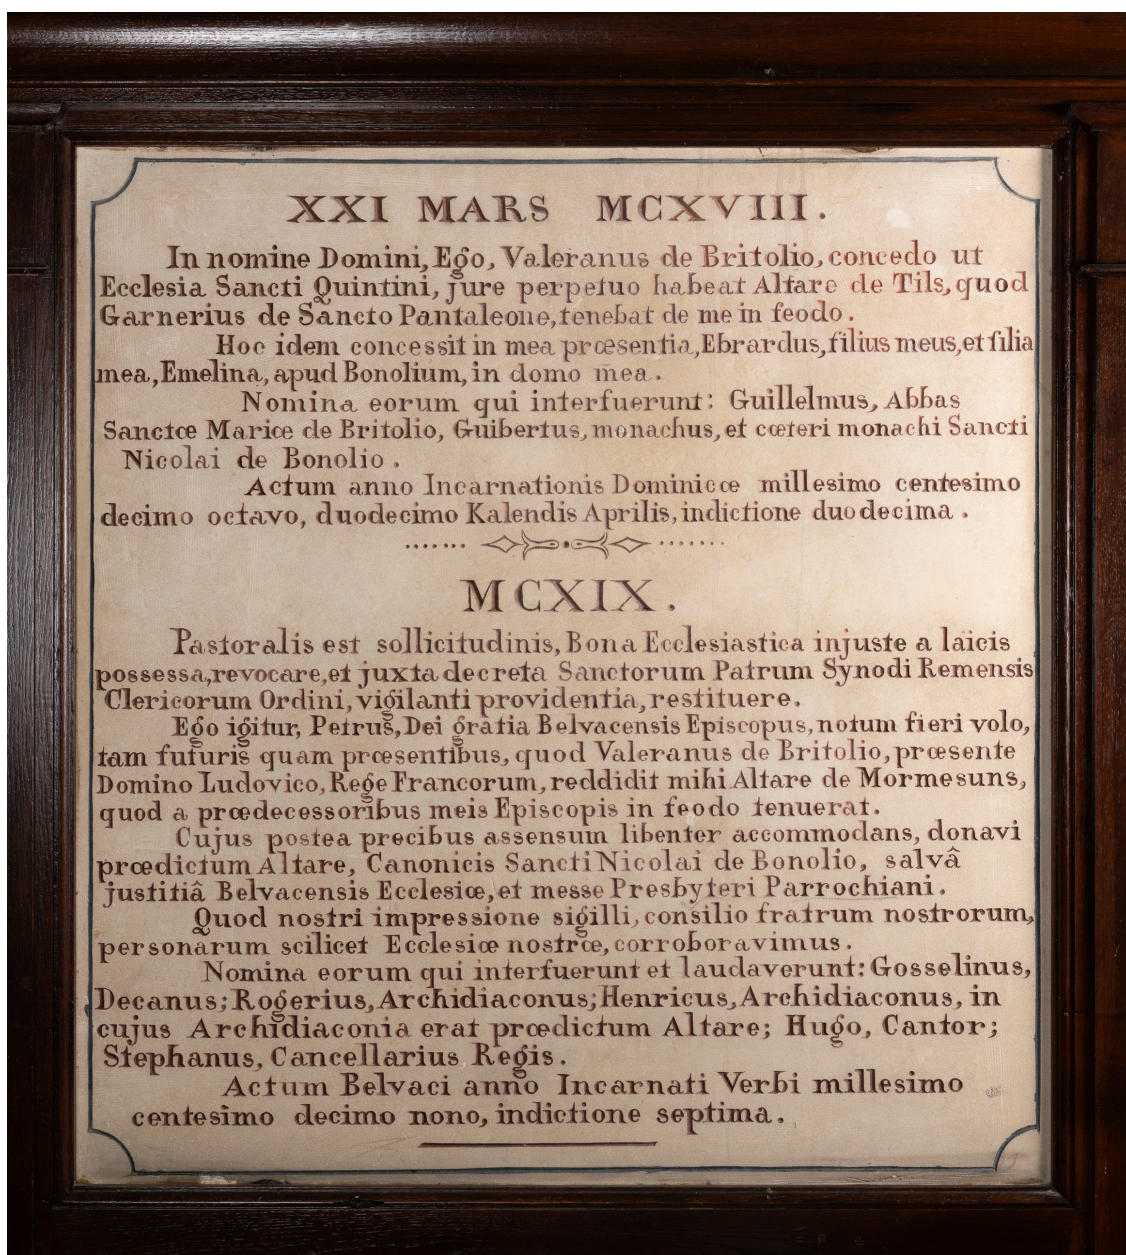 XXI MARS MCXVIII.
In nomine Domini, Ego, Valeranus de Britolio, concedo ut
Ecclesia Sancti Quintini, jure perpetuo habeat Altare de Tils, quod
Garnerius de Sancto Pantaleone, tenebat de me in feodo.
Hoc idem concessit in mea præsentia, Ebrardus, filius meus, et filia
mea, Emelina, apud Bonolium, in domo mea.
Nomina eorum qui interfuerunt: Guillelmus, Abbas
Sanctœ Mariœ de Britolio, Guibertus, monachus, et cœteri monachi Sancti
Nicolai de Bonolio.
Actum anno Incarnationis Dominicœ millesimo centesimo
decimo octavo, duodecimo Kalendis Aprilis, indictione duodecima.
MCXIX.
Pastoralis est sollicitudinis, Bona Ecclesiastica injuste a laïcis
possessa, revocare, et juxta decreta Sanctorum Patrum Synodi Remensis
Clericorum Ordini, vigilanti providentia, restituere.
Ego igitur, Petrus, Dei gratia Belvacensis Episcopus, notum fieri volo,
tam futuris quam prœsentibus, quod Valeranus de Britolio, prœsente
Domino Ludovico, Rege Francorum, reddidit mihi Altare de Mormesuns,
quod a prœdecessoribus meis Episcopis in feodo tenuerat.
Cujus postea precibus assensum libenter accommodans, donavi
prœdictum Altare, Canonicis Sancti Nicolai de Bonolio, salvâ
justitiâ Belvacensis Ecclesiœ, et messe Presbyteri Parrochiani.
Quod nostri impressione sigilli, consilio fratrum nostrorum,
personarum scilicet Ecclesiœ nostrœ, corroboravimus.
Nomina eorum qui interfuerunt et laudaverunt: Gosselinus,
Decanus; Rogerius, Archidiaconus; Henricus, Archidiaconus, in
cujus Archidiaconia erat prœdictum Altare; Hugo, Cantor;
Stephanus, Cancellarius Regis.
Actum Belvaci anno Incarnati Verbi millesimo
centesimo decimo nono, indictione septima.